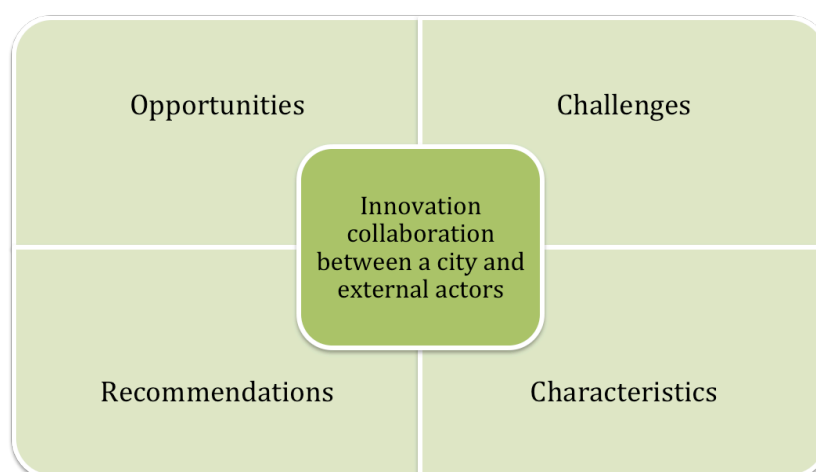 Opportunities
Challenges
Innovation
collaboration
between a city and
external actors
Recommendations
Characteristics